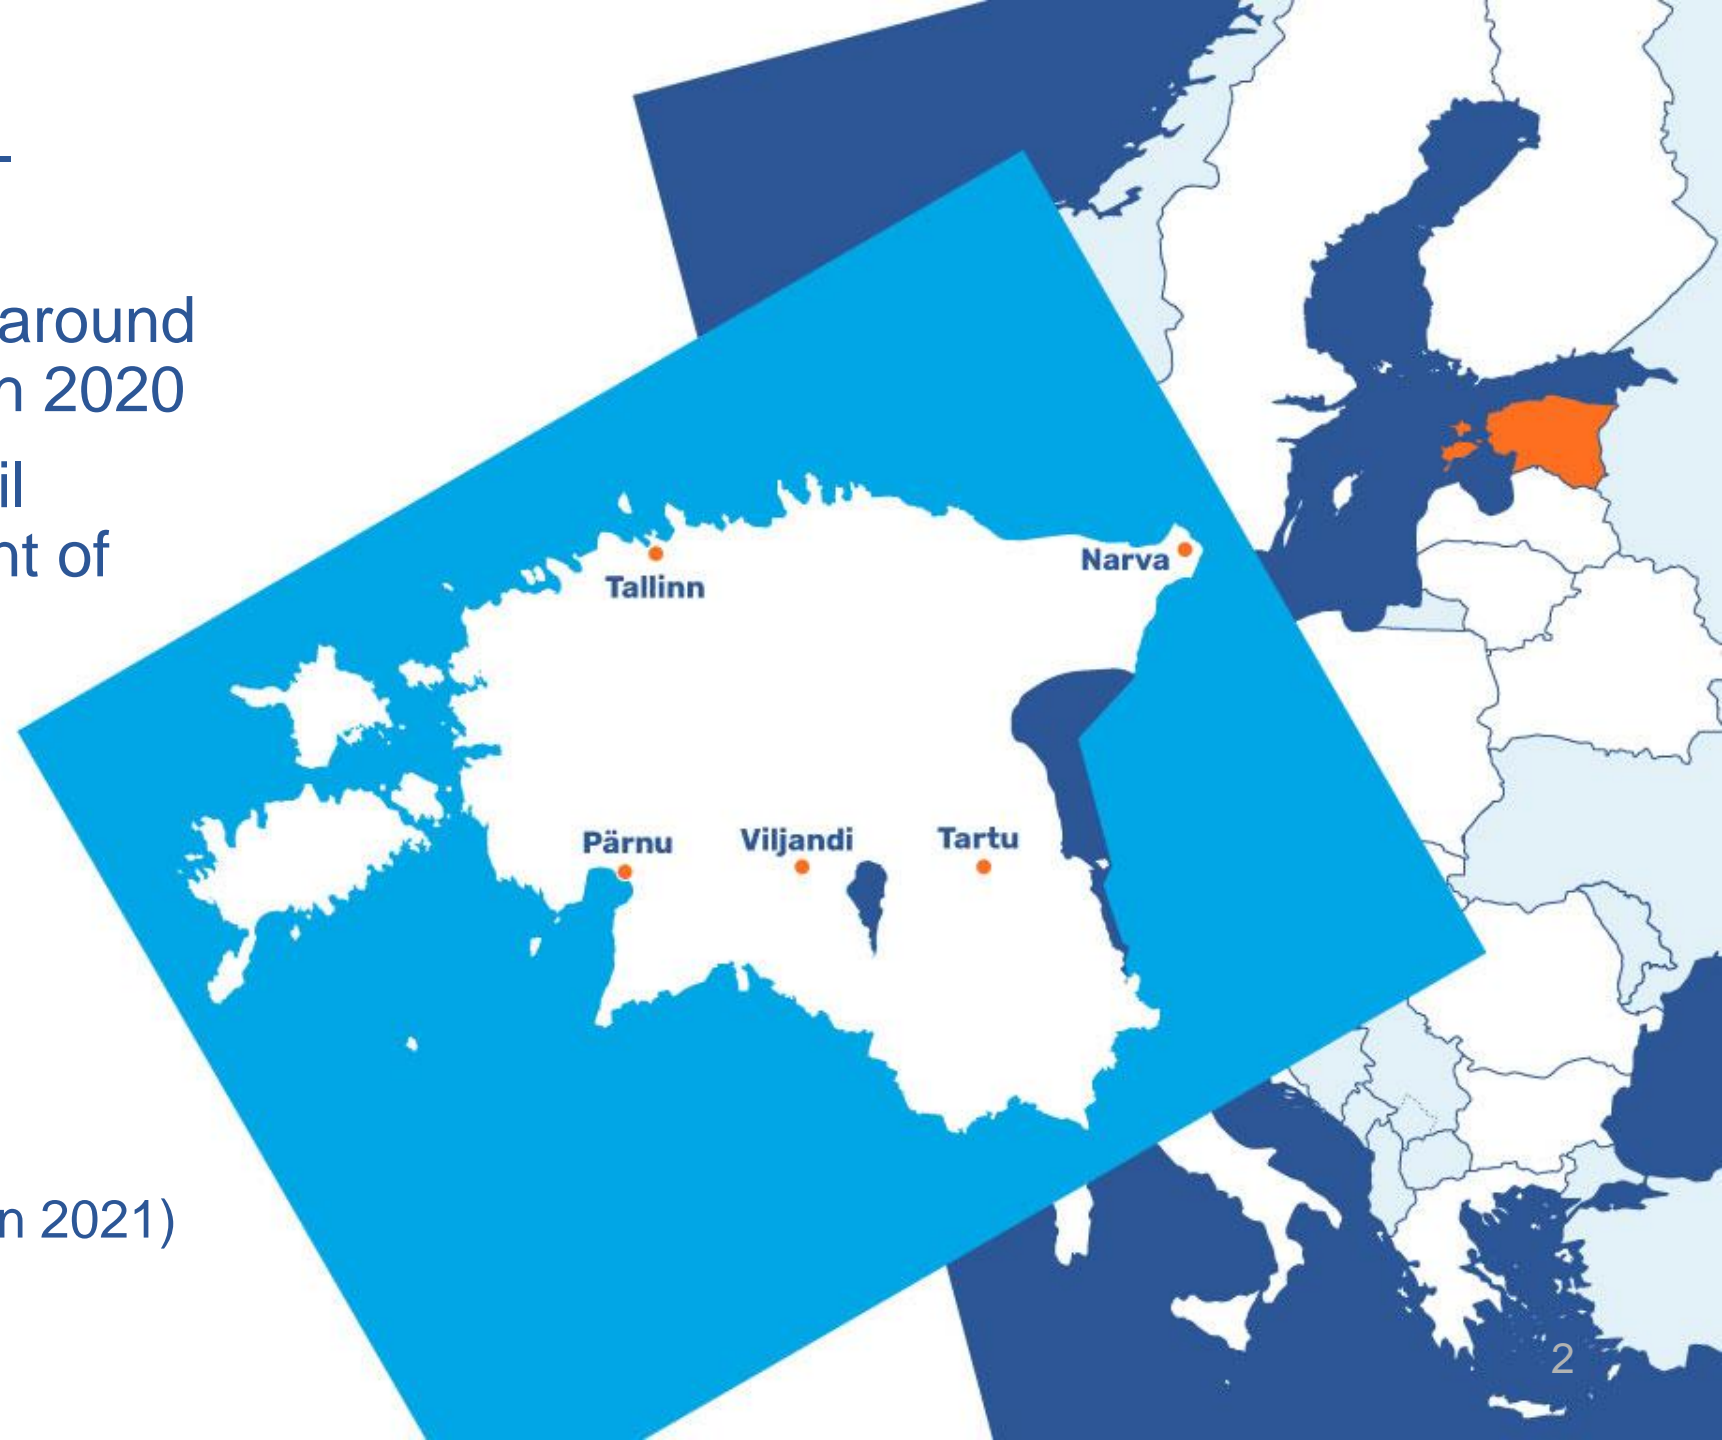 -
around
n 2020
il
nt of
Tallinn
Narva
Pärnu
Viljandi
Tartu
n 2021)
2